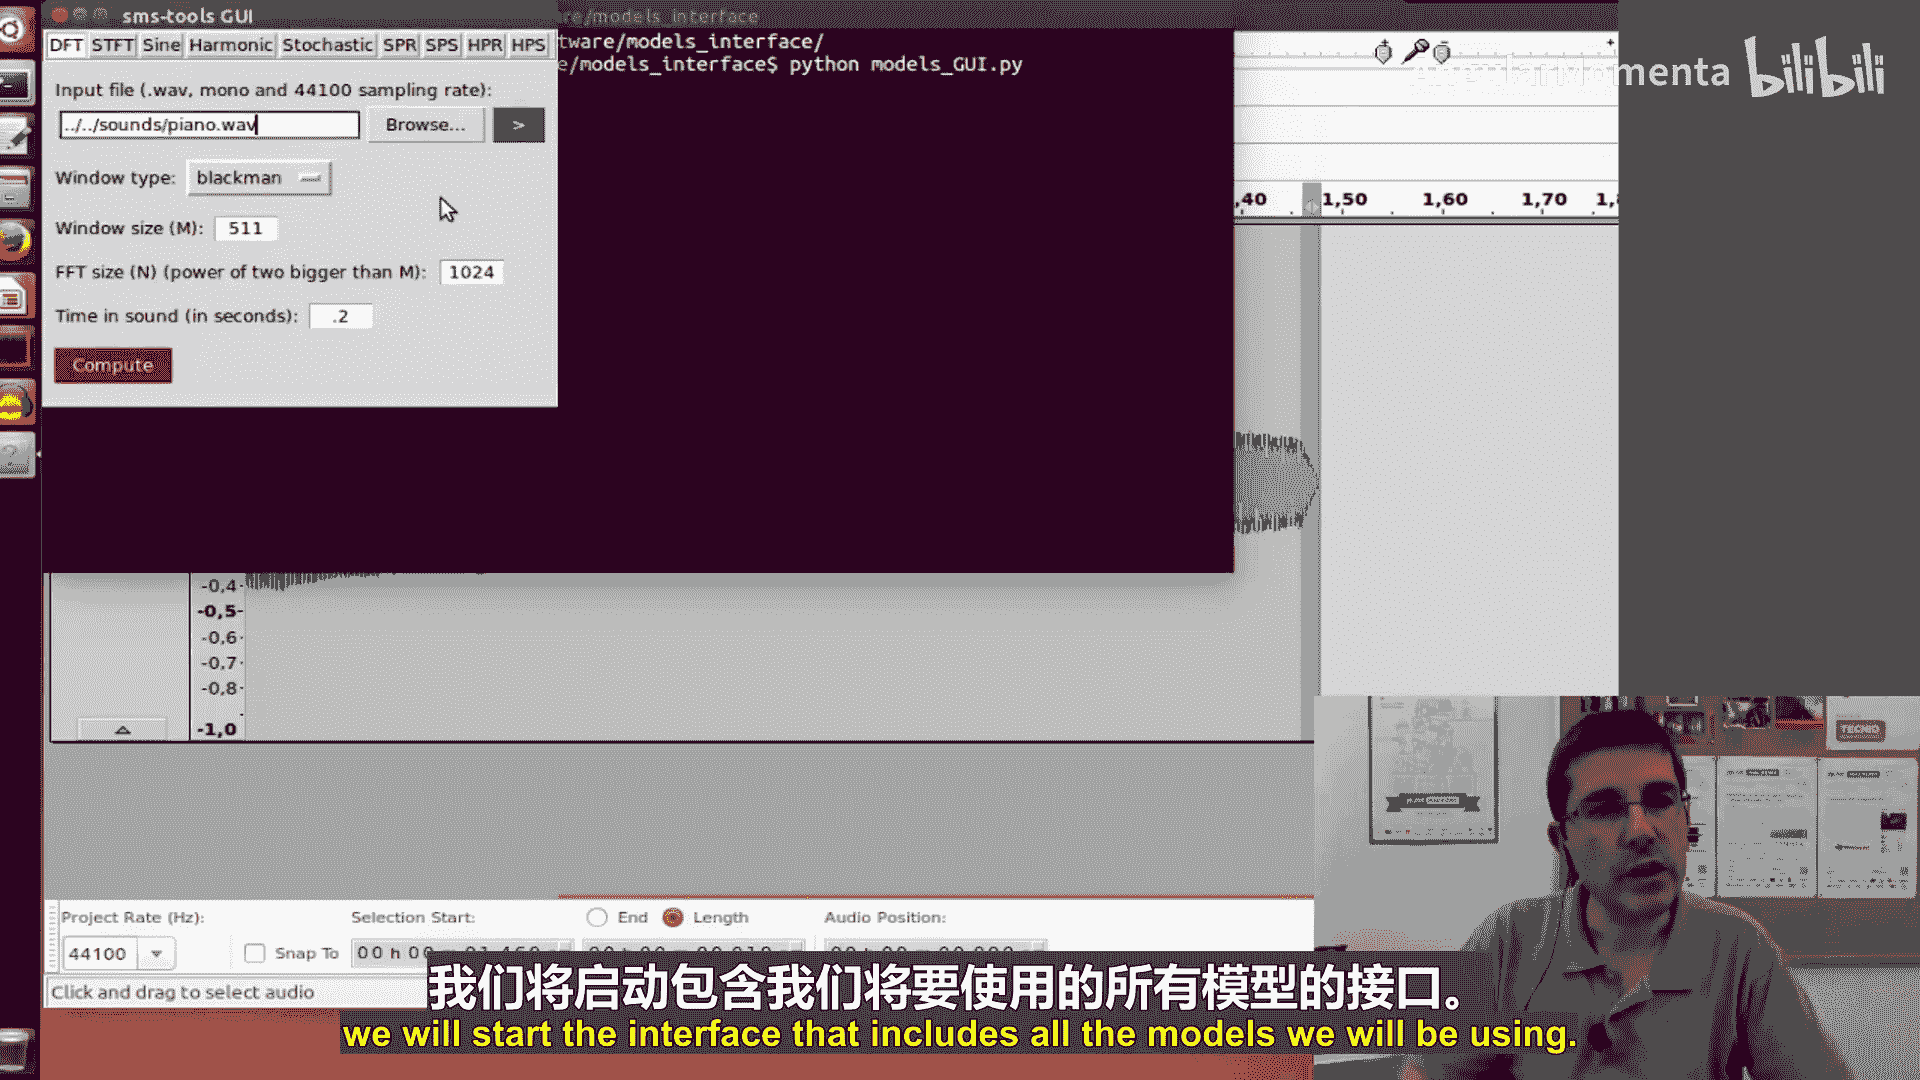 sms-tools GUI
re/models_interface
DFT STFT Sine Harmonic Stochastic SPR SPS HPR HPS
tware/models_interface/
e/models_interface$ python models_GUI.py
Input file (.wav, mono and 44100 sampling rate):
../../sounds/piano.wav Browse... >
Window type: blackman
Window size (M): 511
FFT size (N) (power of two bigger than M): 1024
Time in sound (in seconds): .2
Compute
Momenta bilibili
,40 1,50 1,60 1,70
-0,4
-0,5
-0,6
-0,7
-0,8
-1,0
TECNIO
Project Rate (Hz): Selection Start: End Length Audio Position:
44100 Snap To
Click and drag to select audio
我们将启动包含我们将要使用的所有模型的接口。
we will start the interface that includes all the models we will be using.